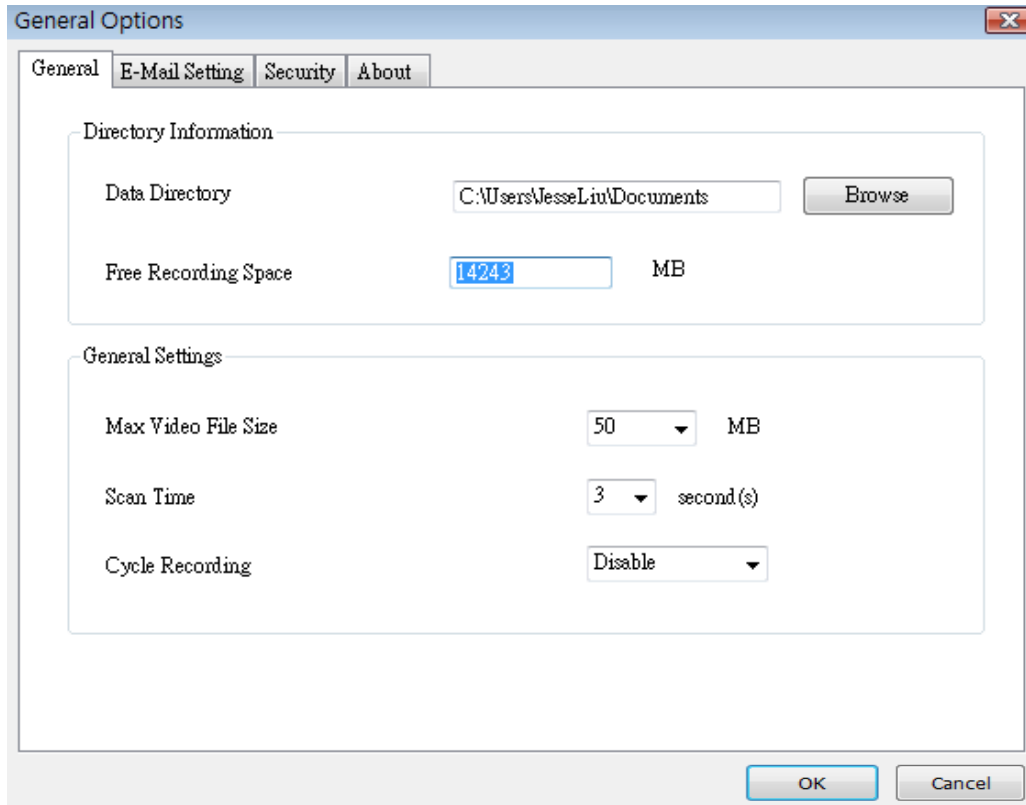 General Options
General E-Mail Setting Security About
Directory Information
Data Directory C:\Users\JesseLiu\Documents Browse
Free Recording Space 14243 MB
General Settings
Max Video File Size 50 MB
Scan Time 3 second(s)
Cycle Recording Disable
OK Cancel